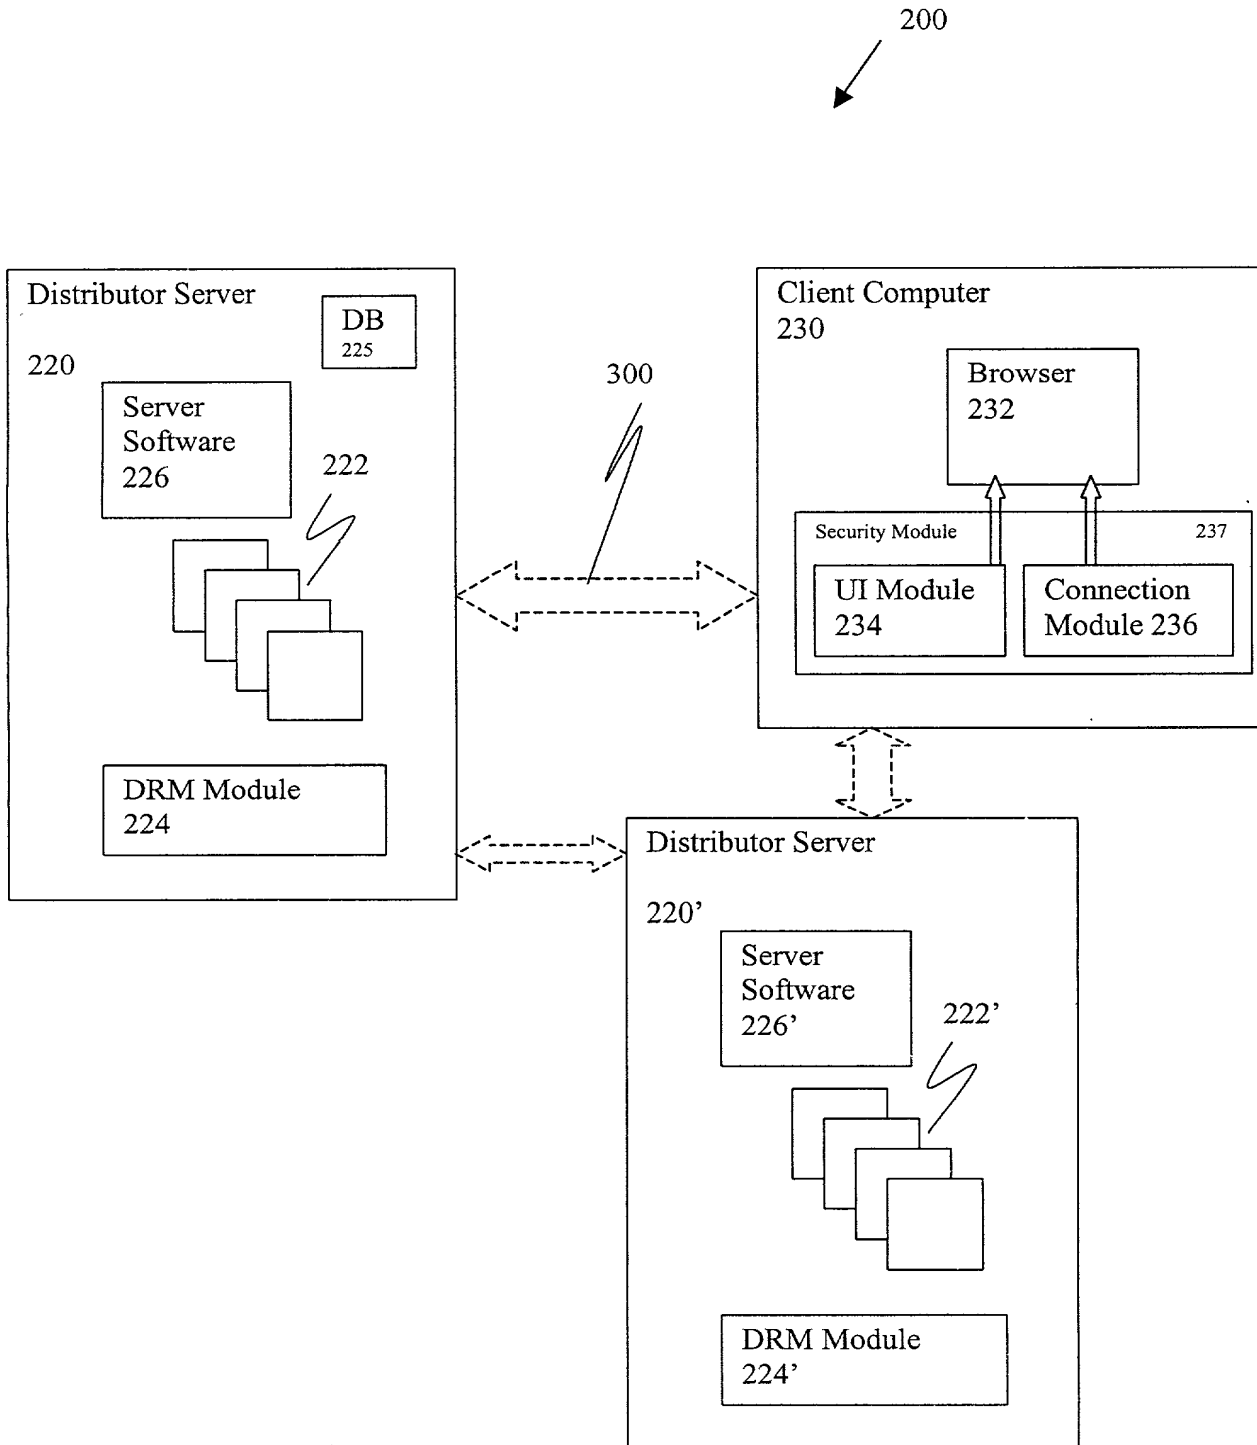 200
Distributor Server
220
DB
225
Server
Software
226
222
DRM Module
224
300
Client Computer
230
Browser
232
Security Module 237
UI Module
234
Connection
Module 236
Distributor Server
220’
Server
Software
226’
222’
DRM Module
224’